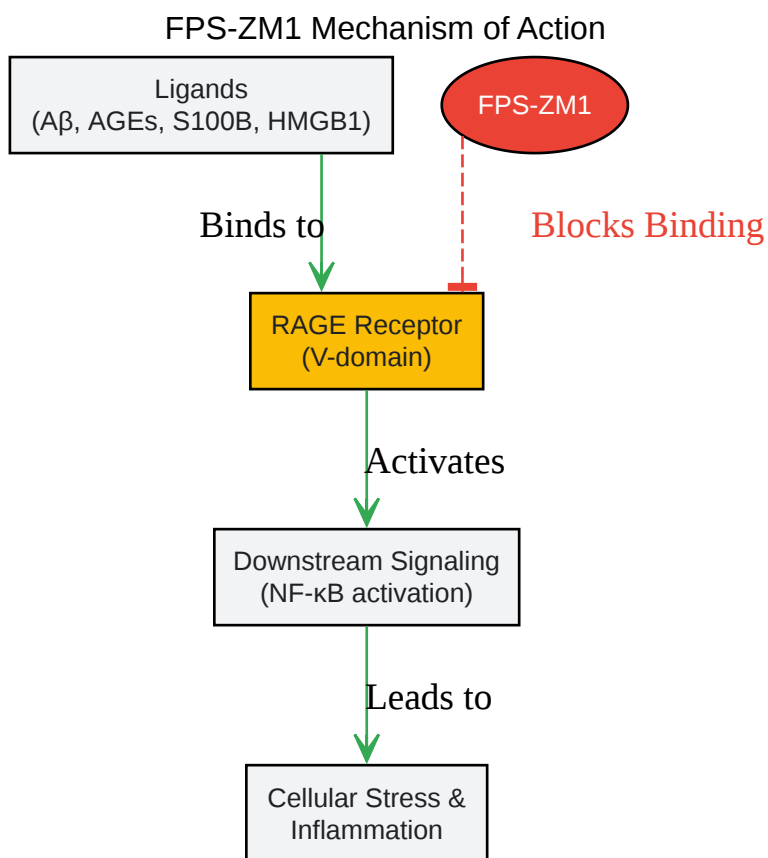 FPS-ZM1 Mechanism of Action
Ligands
(Aβ, AGEs, S100B, HMGB1)
FPS-ZM1
Binds to
Blocks Binding
RAGE Receptor
(V-domain)
Activates
Downstream Signaling
(NF-κB activation)
Leads to
Cellular Stress &
Inflammation